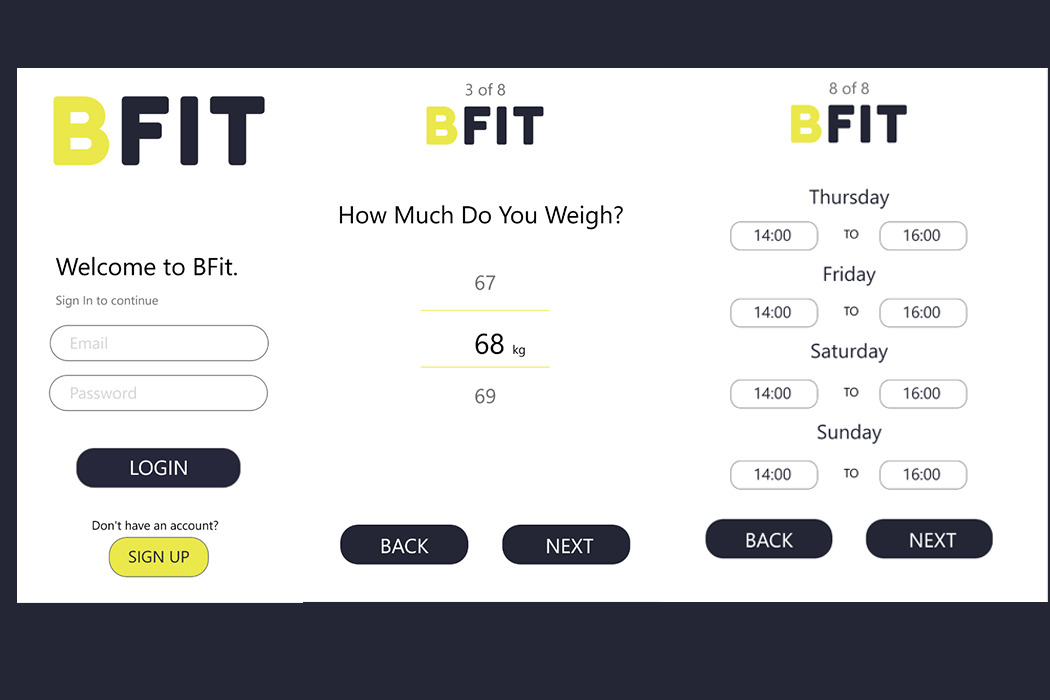 BFIT
Welcome to BFit.
Sign In to continue
Email
Password
LOGIN
Don't have an account?
SIGN UP
3 of 8
BFIT
How Much Do You Weigh?
67
68 kg
69
BACK NEXT
8 of 8
BFIT
Thursday
14:00 TO 16:00
Friday
14:00 TO 16:00
Saturday
14:00 TO 16:00
Sunday
14:00 TO 16:00
BACK NEXT